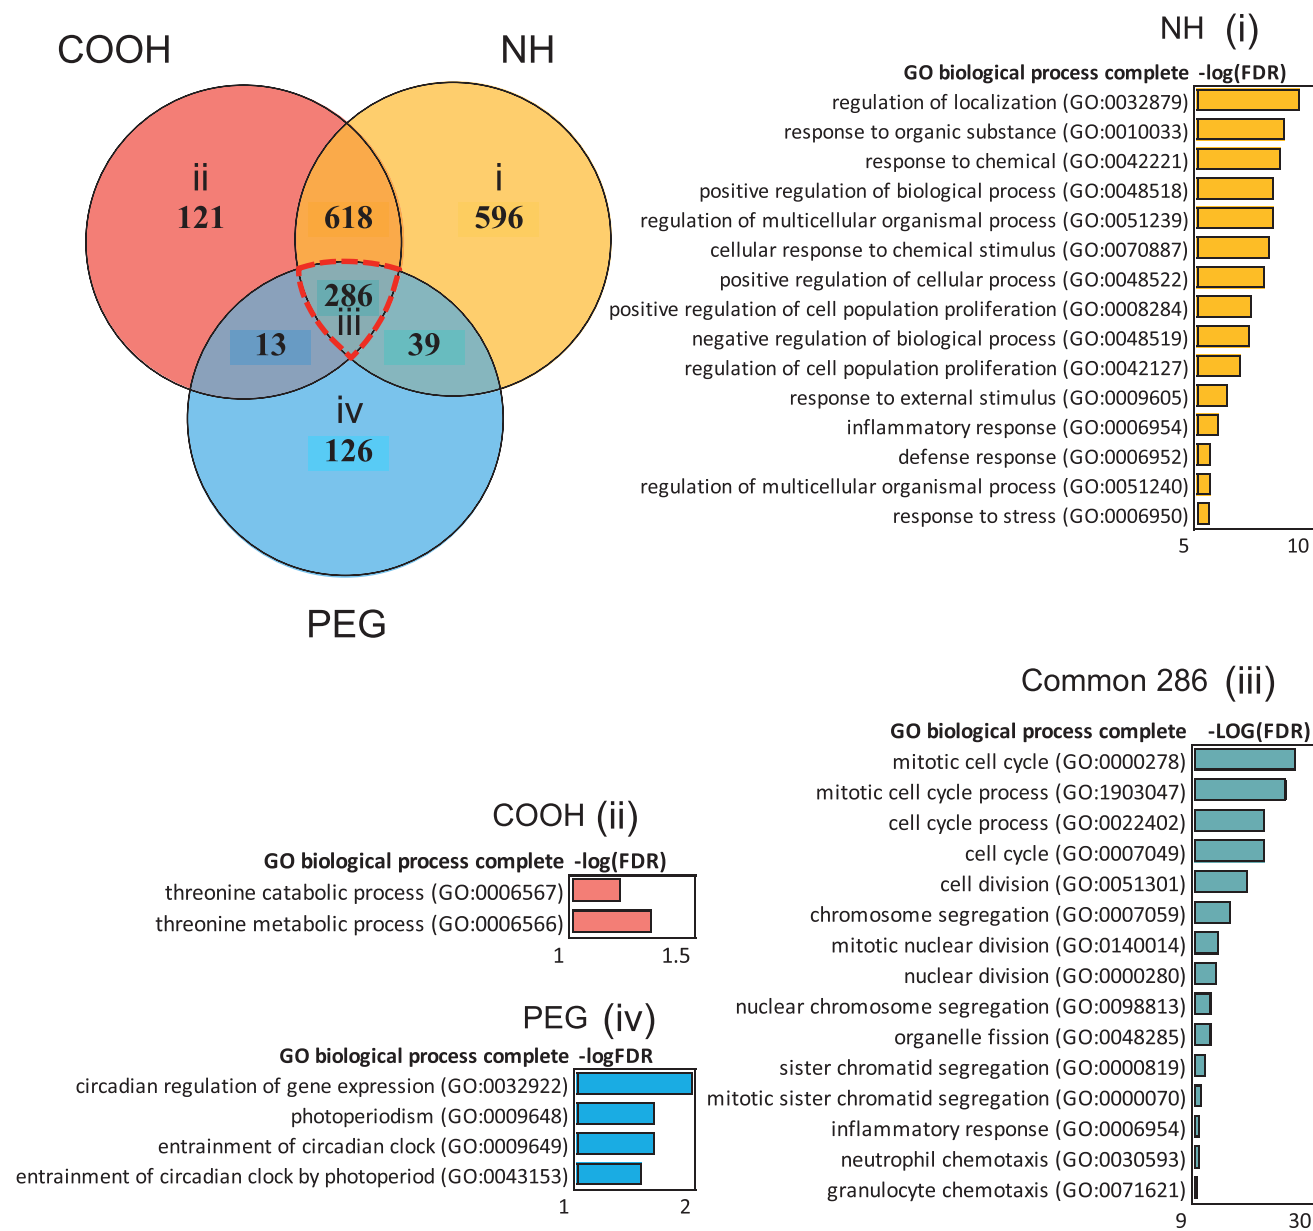 COOH
NH
ii
121
618
i
596
286
iii
13
39
iv
126
PEG
NH (i)
GO biological process complete -log(FDR)
regulation of localization (GO:0032879)
response to organic substance (GO:0010033)
response to chemical (GO:0042221)
positive regulation of biological process (GO:0048518)
regulation of multicellular organismal process (GO:0051239)
cellular response to chemical stimulus (GO:0070887)
positive regulation of cellular process (GO:0048522)
positive regulation of cell population proliferation (GO:0008284)
negative regulation of biological process (GO:0048519)
regulation of cell population proliferation (GO:0042127)
response to external stimulus (GO:0009605)
inflammatory response (GO:0006954)
defense response (GO:0006952)
regulation of multicellular organismal process (GO:0051240)
response to stress (GO:0006950)
5 10
COOH (ii)
GO biological process complete -log(FDR)
threonine catabolic process (GO:0006567)
threonine metabolic process (GO:0006566)
1 1.5
PEG (iv)
GO biological process complete -logFDR
circadian regulation of gene expression (GO:0032922)
photoperiodism (GO:0009648)
entrainment of circadian clock (GO:0009649)
entrainment of circadian clock by photoperiod (GO:0043153)
1 2
Common 286 (iii)
GO biological process complete -LOG(FDR)
mitotic cell cycle (GO:0000278)
mitotic cell cycle process (GO:1903047)
cell cycle process (GO:0022402)
cell cycle (GO:0007049)
cell division (GO:0051301)
chromosome segregation (GO:0007059)
mitotic nuclear division (GO:0140014)
nuclear division (GO:0000280)
nuclear chromosome segregation (GO:0098813)
organelle fission (GO:0048285)
sister chromatid segregation (GO:0000819)
mitotic sister chromatid segregation (GO:0000070)
inflammatory response (GO:0006954)
neutrophil chemotaxis (GO:0030593)
granulocyte chemotaxis (GO:0071621)
9 30